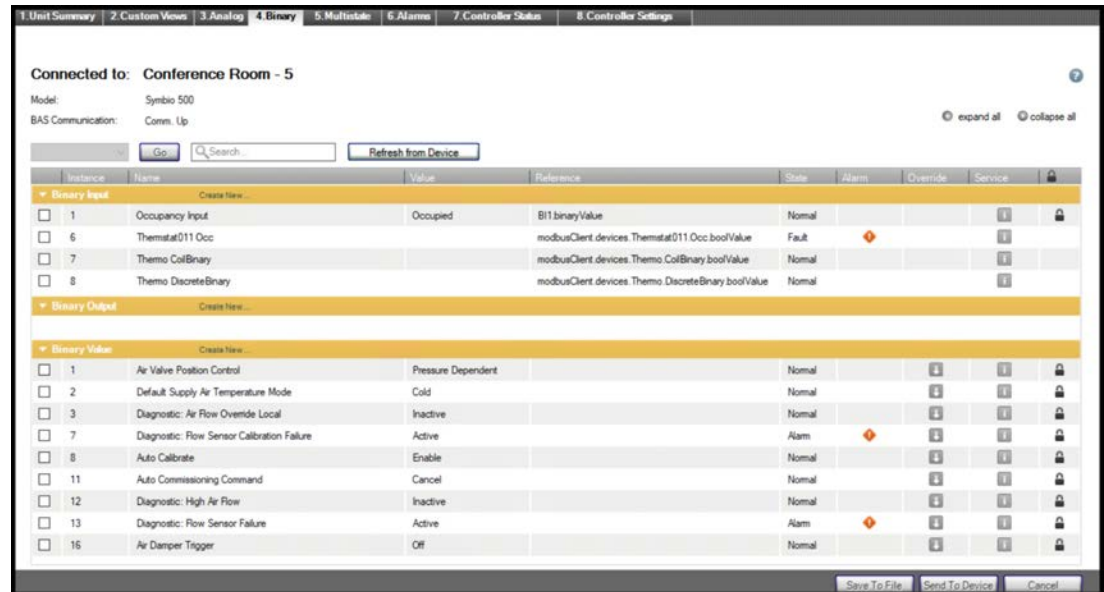 1.Unit Summary 2.Custom Views 3.Analog 4.Binary 5.Multistate 6.Alarms 7.Controller Status 8.Controller Settings
Connected to: Conference Room - 5
Model: Symbio 500
BAS Communication: Comm. Up
expand all collapse all
Go Search... Refresh from Device
Instance Name Value Reference State Alarm Override Service
Binary Input Create New...
1 Occupancy Input Occupied BI1.binaryValue Normal
6 Thermstat011 Occ modbusClient.devices.Thermstat011.Occ.boolValue Fault
7 Thermo CoilBinary modbusClient.devices.Thermo.CoilBinary.boolValue Normal
8 Thermo DiscreteBinary modbusClient.devices.Thermo.DiscreteBinary.boolValue Normal
Binary Output Create New...
Binary Value Create New...
1 Air Valve Position Control Pressure Dependent Normal
2 Default Supply Air Temperature Mode Cold Normal
3 Diagnostic: Air Flow Override Local Inactive Normal
7 Diagnostic: Flow Sensor Calibration Failure Active Alarm
8 Auto Calibrate Enable Normal
11 Auto Commissioning Command Cancel Normal
12 Diagnostic: High Air Flow Inactive Normal
13 Diagnostic: Flow Sensor Failure Active Alarm
16 Air Damper Trigger Off Normal
Save To File... Send To Device Cancel